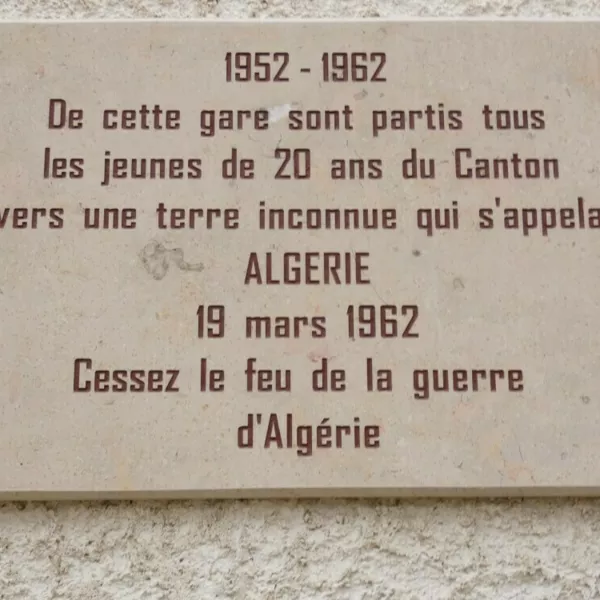 1952 - 1962
De cette gare sont partis tous
les jeunes de 20 ans du Canton
vers une terre inconnue qui s'appela
ALGERIE
19 mars 1962
Cessez le feu de la guerre
d'Algérie